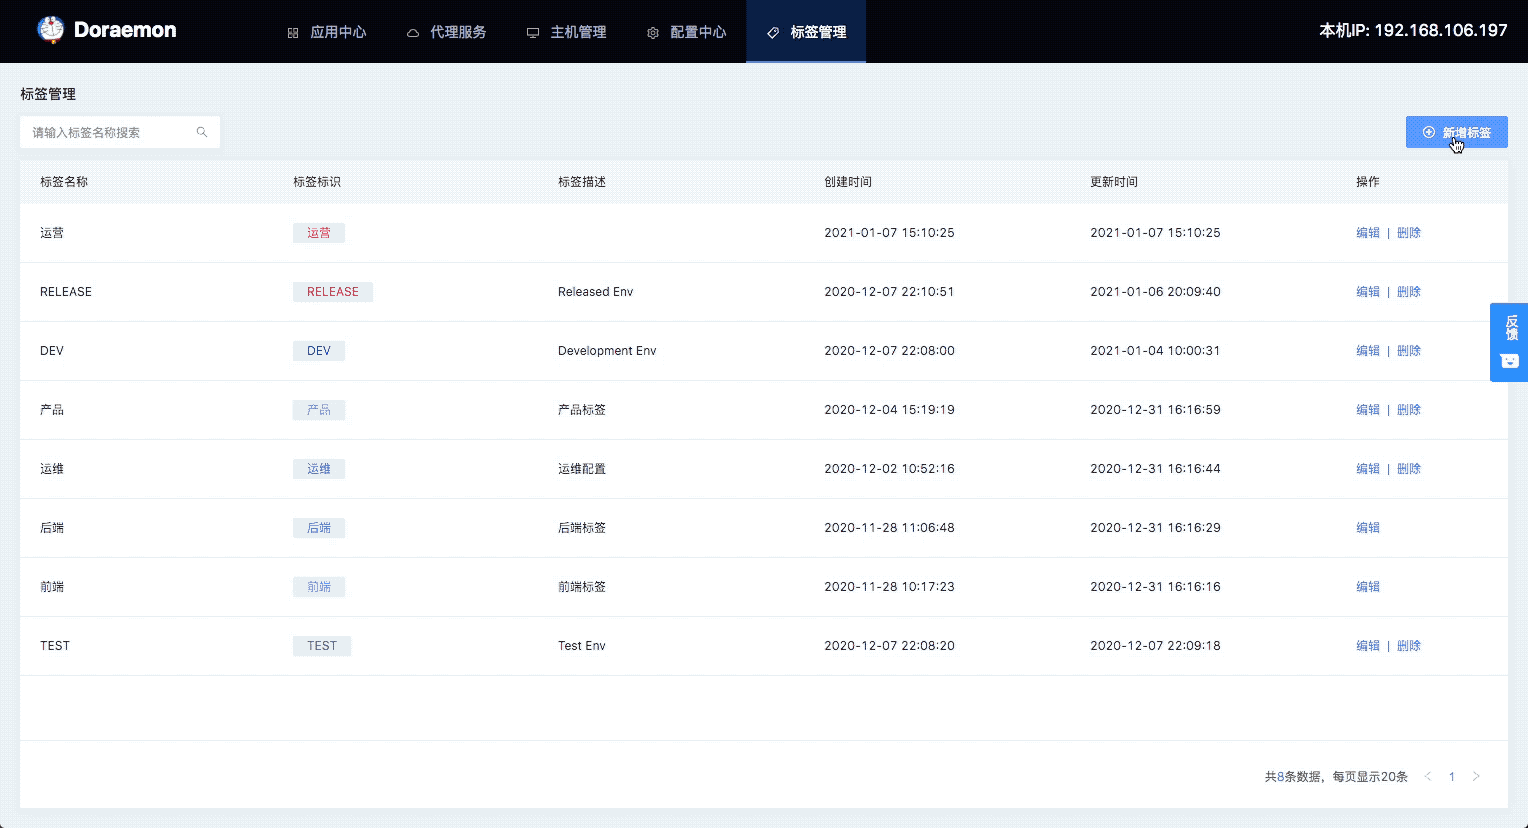 Doraemon
应用中心
代理服务
主机管理
配置中心
标签管理
本机IP: 192.168.106.197
标签管理
请输入标签名称搜索
新增标签
标签名称 标签标识 标签描述 创建时间 更新时间 操作
运营 运营 2021-01-07 15:10:25 2021-01-07 15:10:25 编辑 | 删除
RELEASE RELEASE Released Env 2020-12-07 22:10:51 2021-01-06 20:09:40 编辑 | 删除
DEV DEV Development Env 2020-12-07 22:08:00 2021-01-04 10:00:31 编辑 | 删除
产品 产品 产品标签 2020-12-04 15:19:19 2020-12-31 16:16:59 编辑 | 删除
运维 运维 运维配置 2020-12-02 10:52:16 2020-12-31 16:16:44 编辑 | 删除
后端 后端 后端标签 2020-11-28 11:06:48 2020-12-31 16:16:29 编辑
前端 前端 前端标签 2020-11-28 10:17:23 2020-12-31 16:16:16 编辑
TEST TEST Test Env 2020-12-07 22:08:20 2020-12-07 22:09:18 编辑 | 删除
反馈
共8条数据，每页显示20条 < 1 >